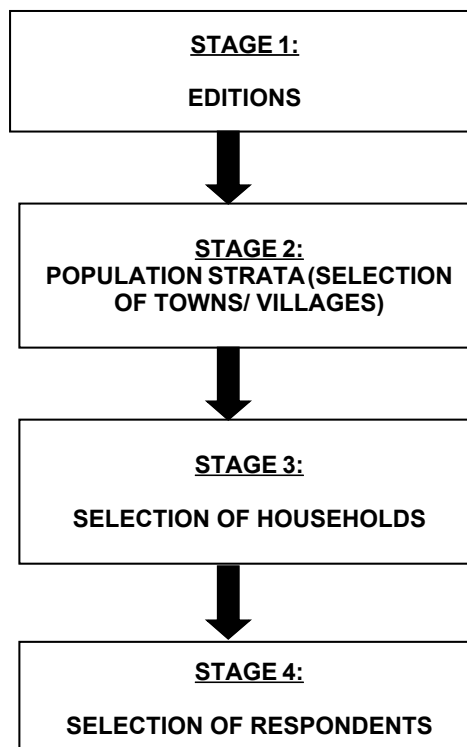 STAGE 1:
EDITIONS
STAGE 2:
POPULATION STRATA (SELECTION
OF TOWNS/ VILLAGES)
STAGE 3:
SELECTION OF HOUSEHOLDS
STAGE 4:
SELECTION OF RESPONDENTS